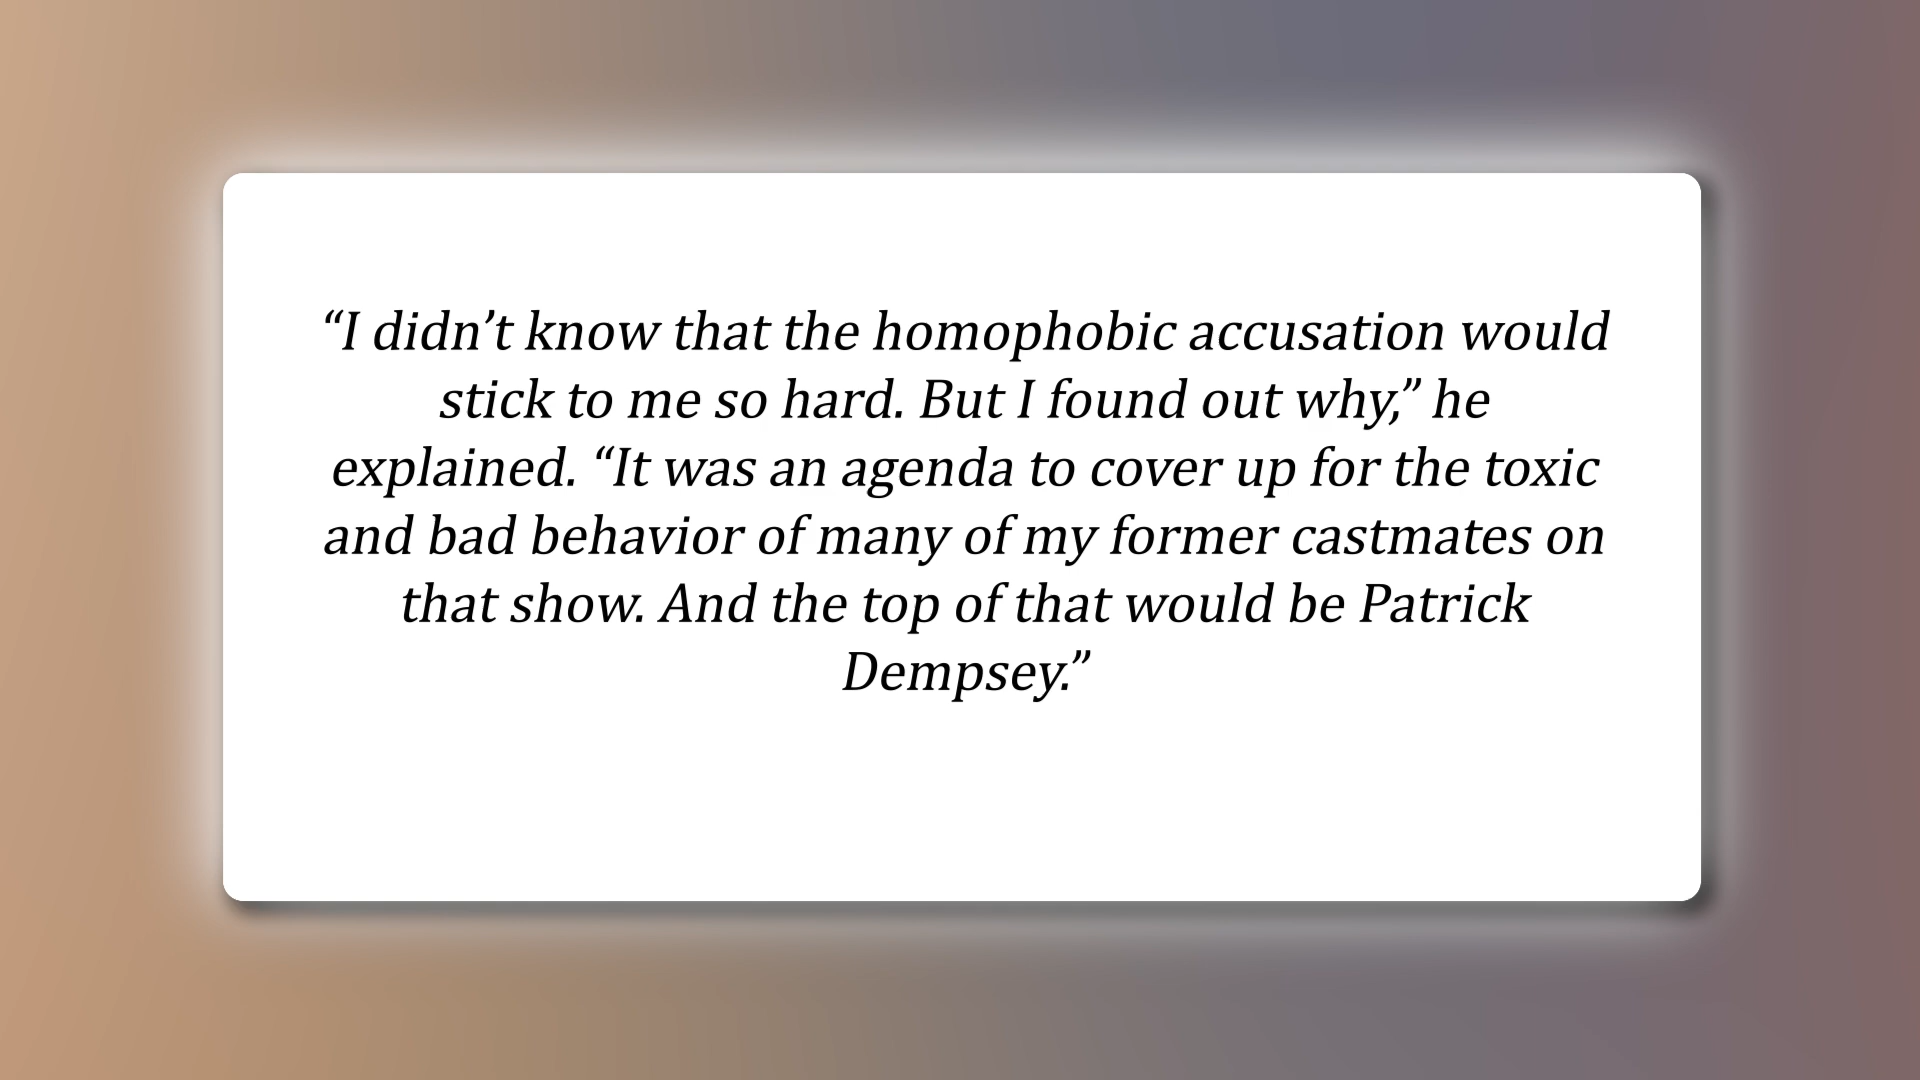 “I didn’t know that the homophobic accusation would
stick to me so hard. But I found out why,” he
explained. “It was an agenda to cover up for the toxic
and bad behavior of many of my former castmates on
that show. And the top of that would be Patrick
Dempsey.”